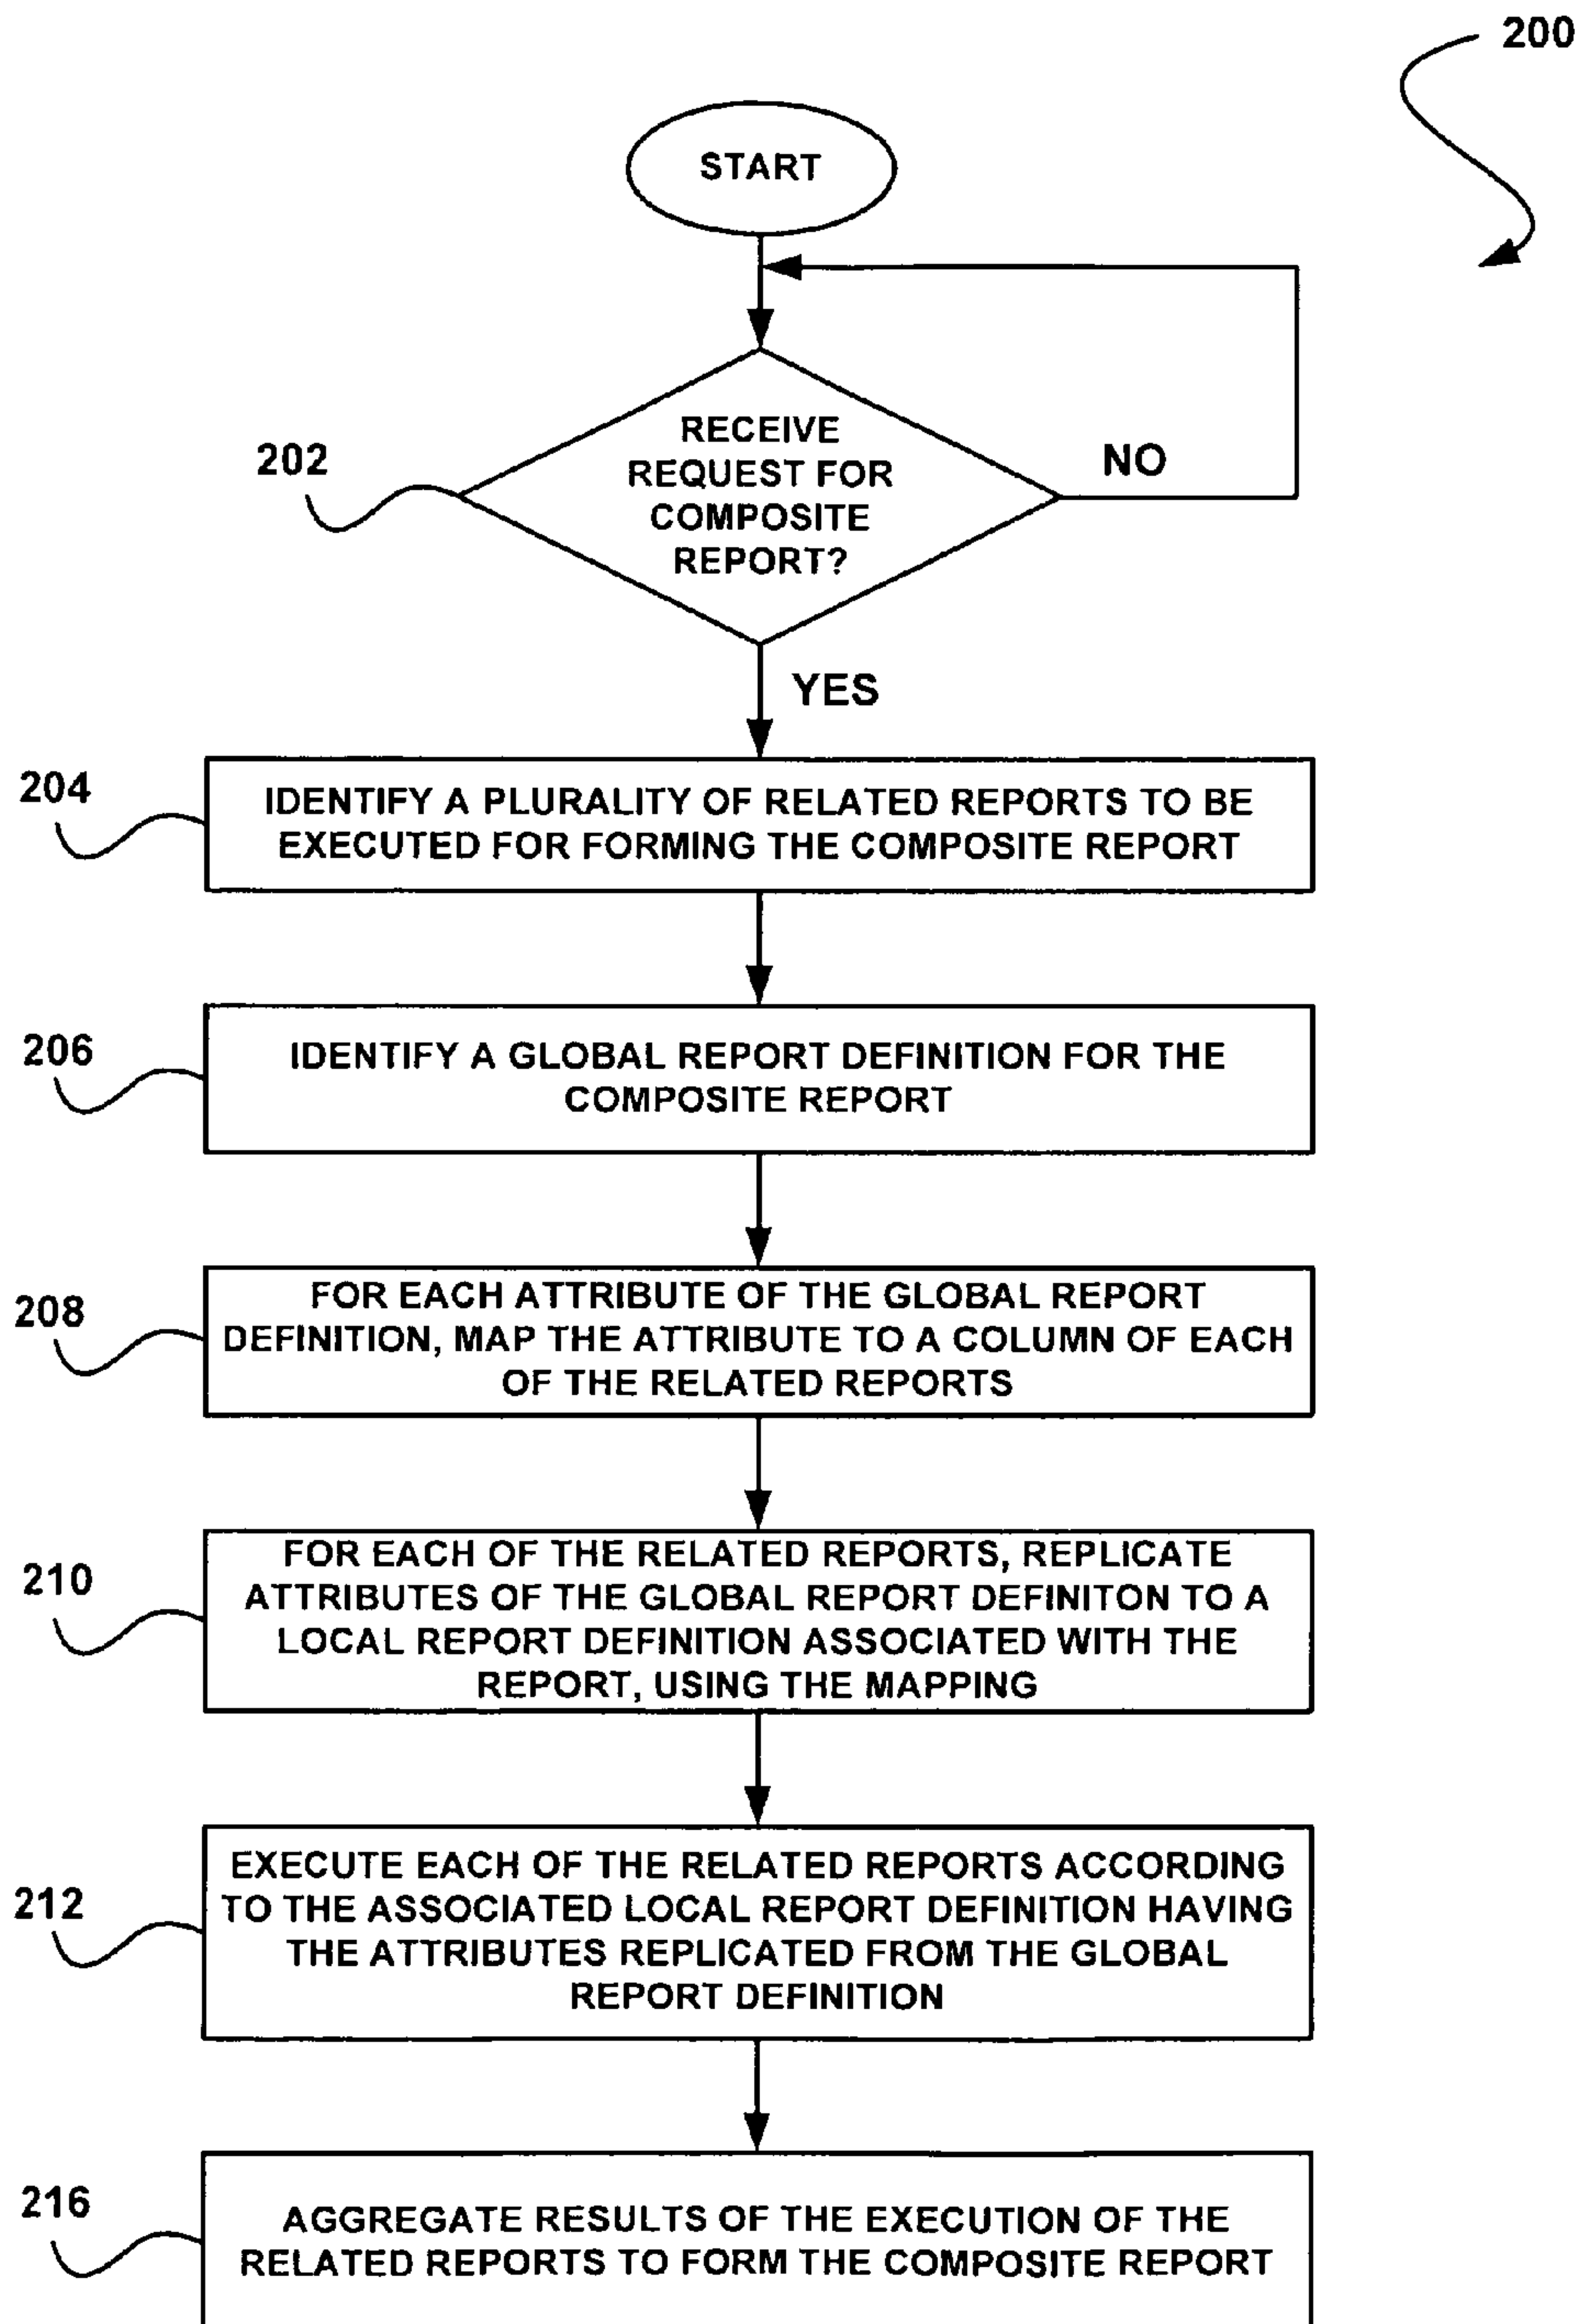 200
START
RECEIVE
REQUEST FOR
COMPOSITE
REPORT?
202
NO
YES
204
IDENTIFY A PLURALITY OF RELATED REPORTS TO BE
EXECUTED FOR FORMING THE COMPOSITE REPORT
206
IDENTIFY A GLOBAL REPORT DEFINITION FOR THE
COMPOSITE REPORT
208
FOR EACH ATTRIBUTE OF THE GLOBAL REPORT
DEFINITION, MAP THE ATTRIBUTE TO A COLUMN OF EACH
OF THE RELATED REPORTS
210
FOR EACH OF THE RELATED REPORTS, REPLICATE
ATTRIBUTES OF THE GLOBAL REPORT DEFINITON TO A
LOCAL REPORT DEFINITION ASSOCIATED WITH THE
REPORT, USING THE MAPPING
212
EXECUTE EACH OF THE RELATED REPORTS ACCORDING
TO THE ASSOCIATED LOCAL REPORT DEFINITION HAVING
THE ATTRIBUTES REPLICATED FROM THE GLOBAL
REPORT DEFINITION
216
AGGREGATE RESULTS OF THE EXECUTION OF THE
RELATED REPORTS TO FORM THE COMPOSITE REPORT